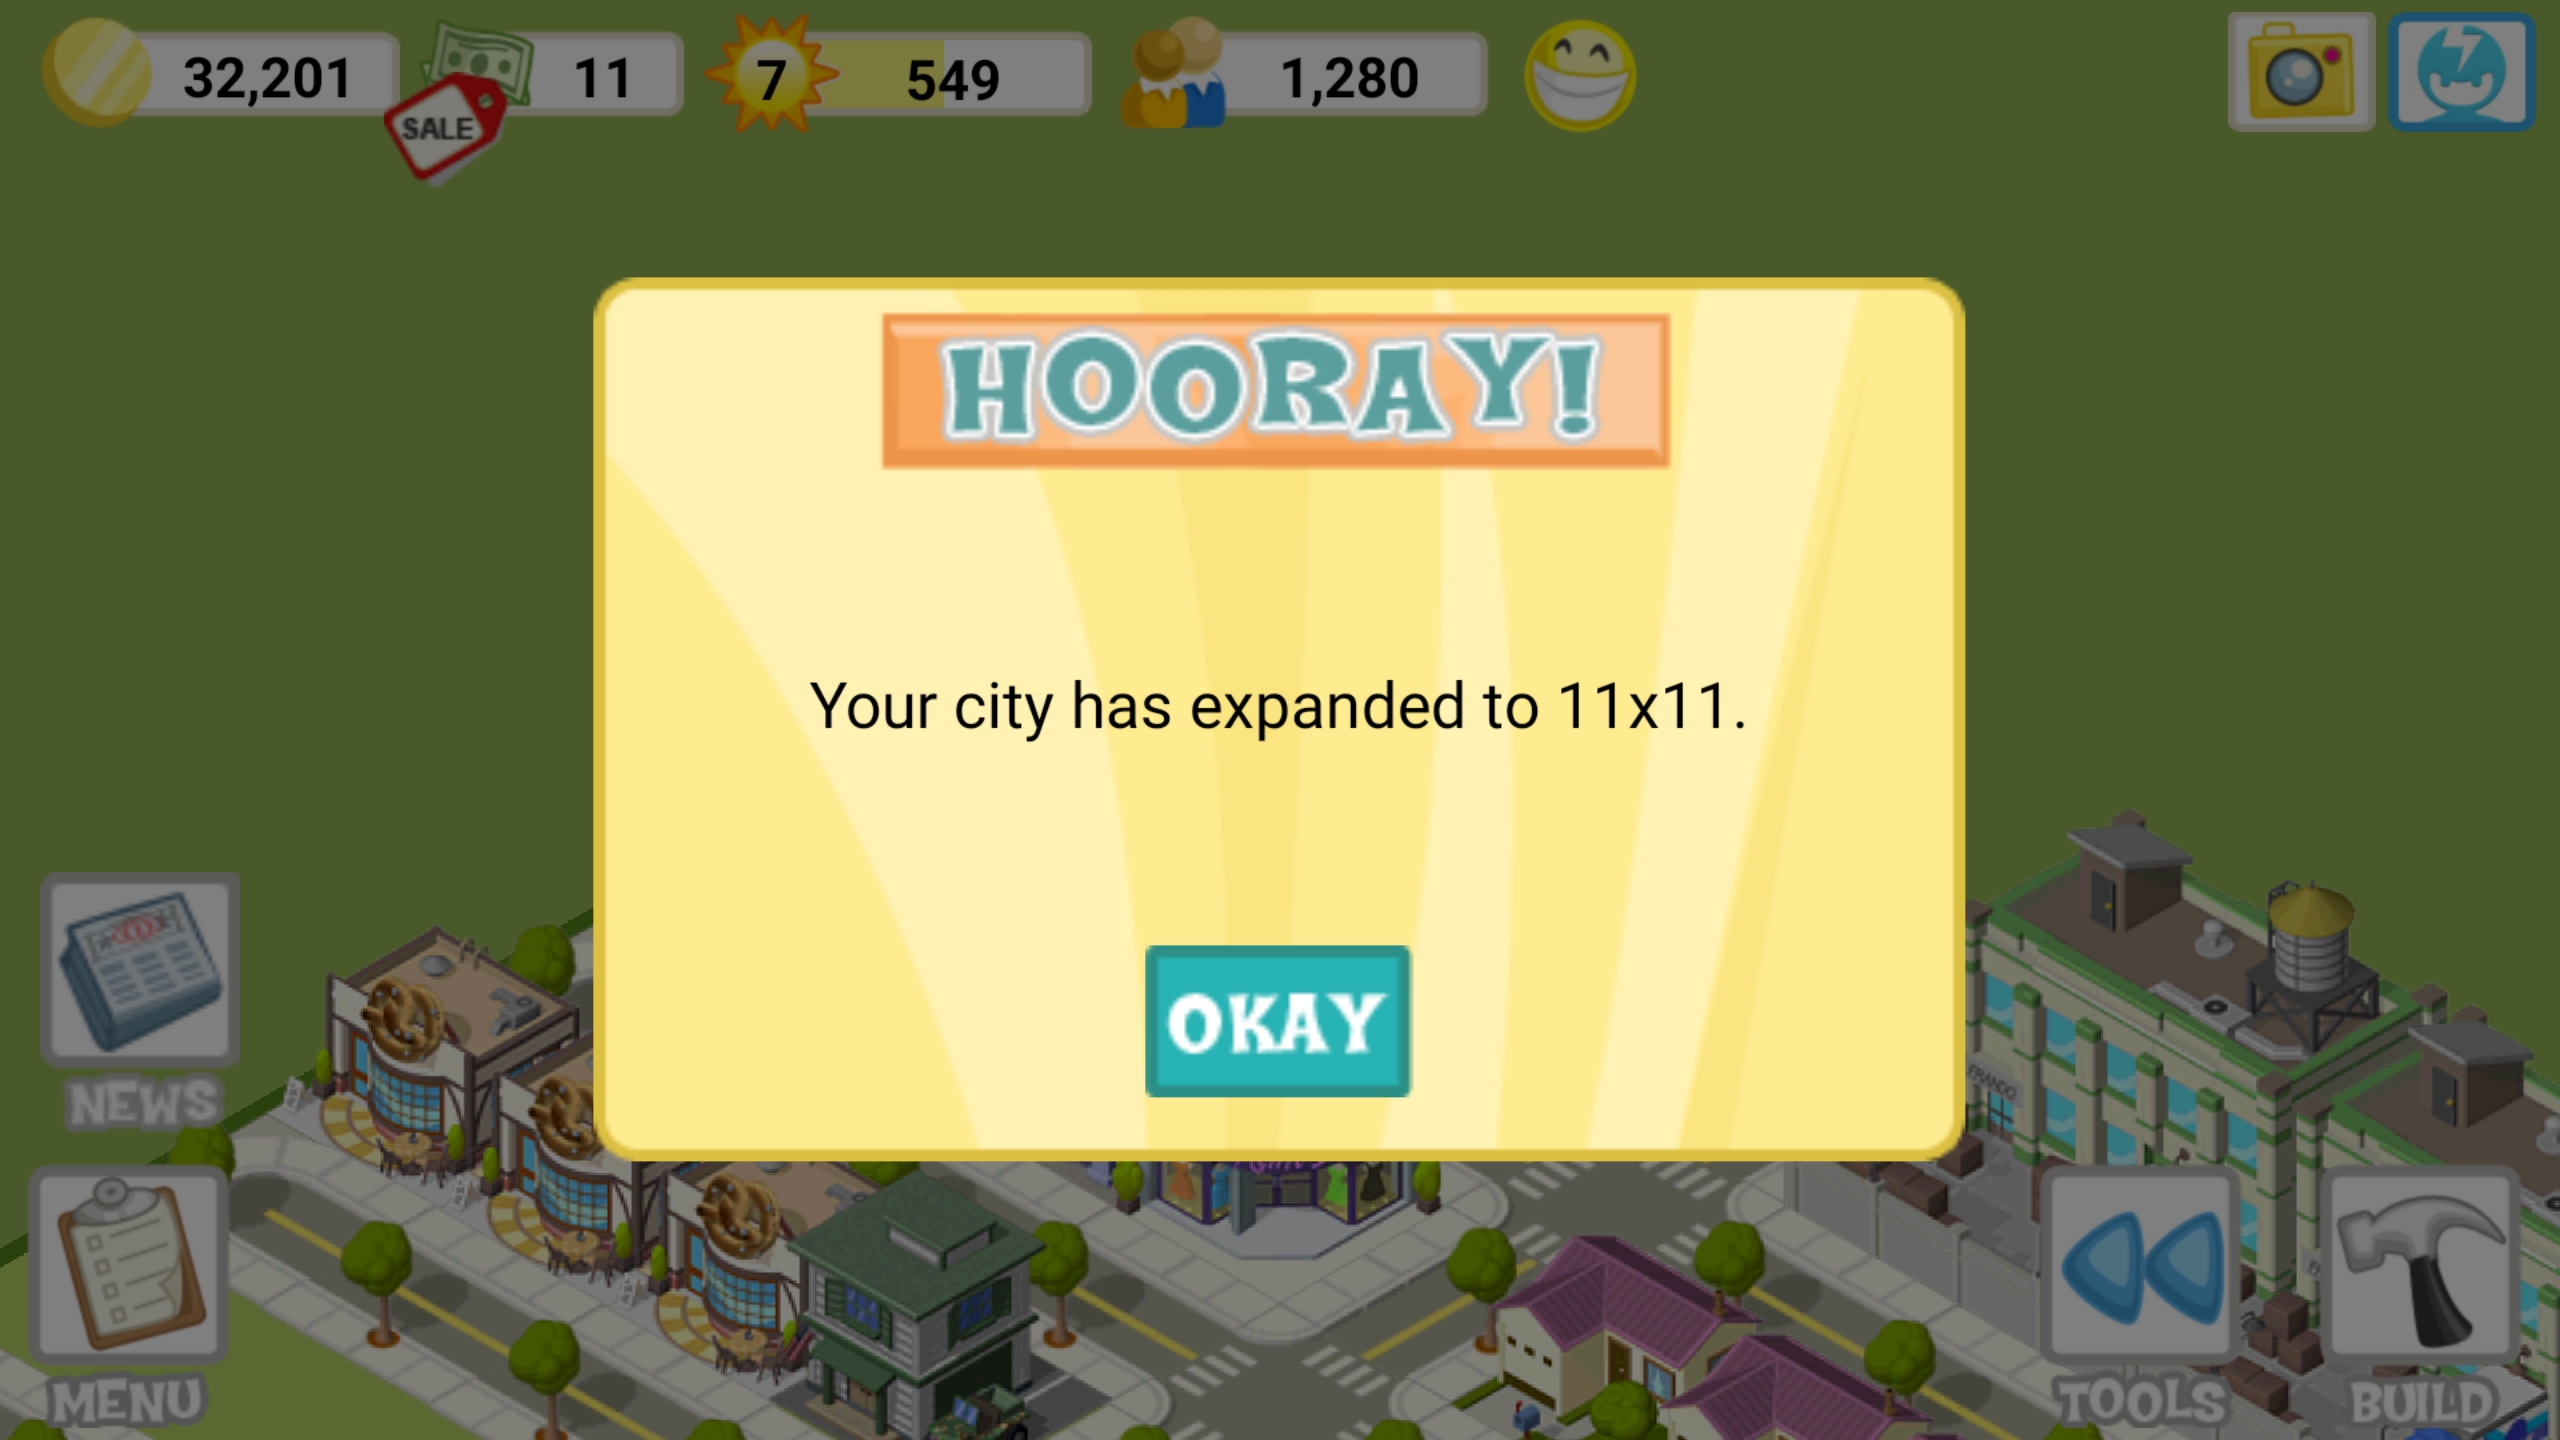 32,201
11
7
549
1,280
SALE
HOORAY!
Your city has expanded to 11x11.
OKAY
NEWS
MENU
TOOLS
BUILD